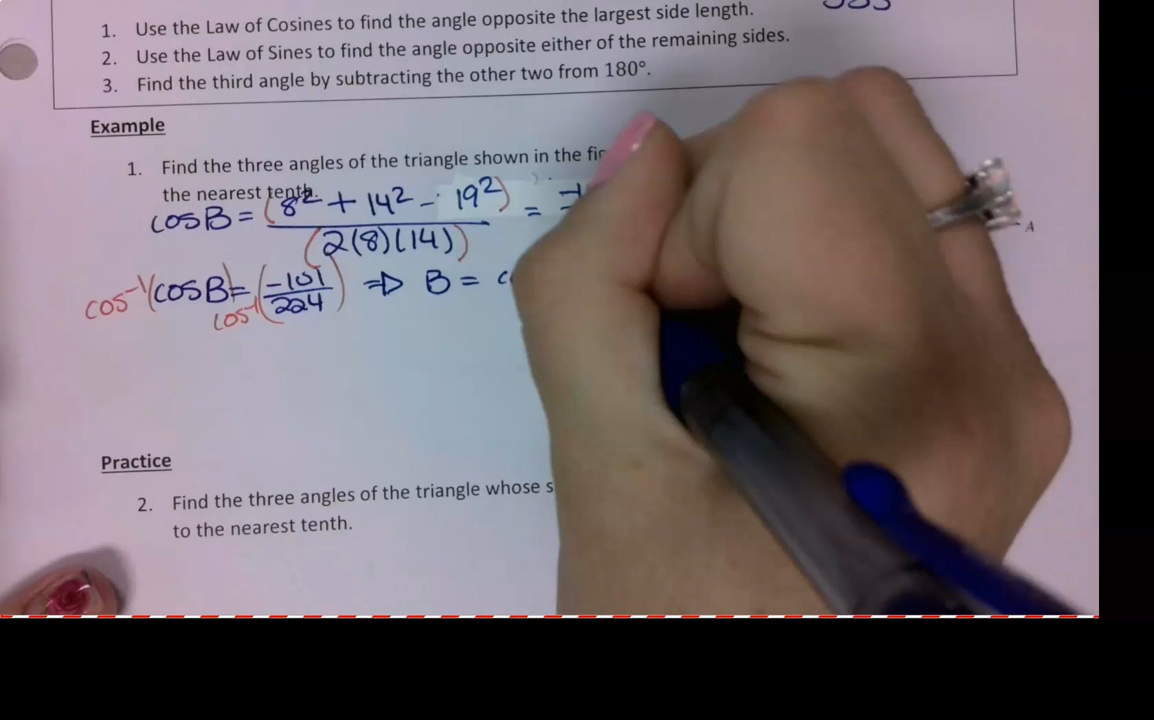 1. Use the Law of Cosines to find the angle opposite the largest side length.
2. Use the Law of Sines to find the angle opposite either of the remaining sides.
3. Find the third angle by subtracting the other two from 180°.
Example
1. Find the three angles of the triangle shown in the
the nearest tenth.
cosB = (8² + 14² - 19²) =
(2(8)(14))
cos⁻¹(cosB) = (-101 ⇒ B =
cos⁻¹( 224)
A
Practice
2. Find the three angles of the triangle whose
to the nearest tenth.